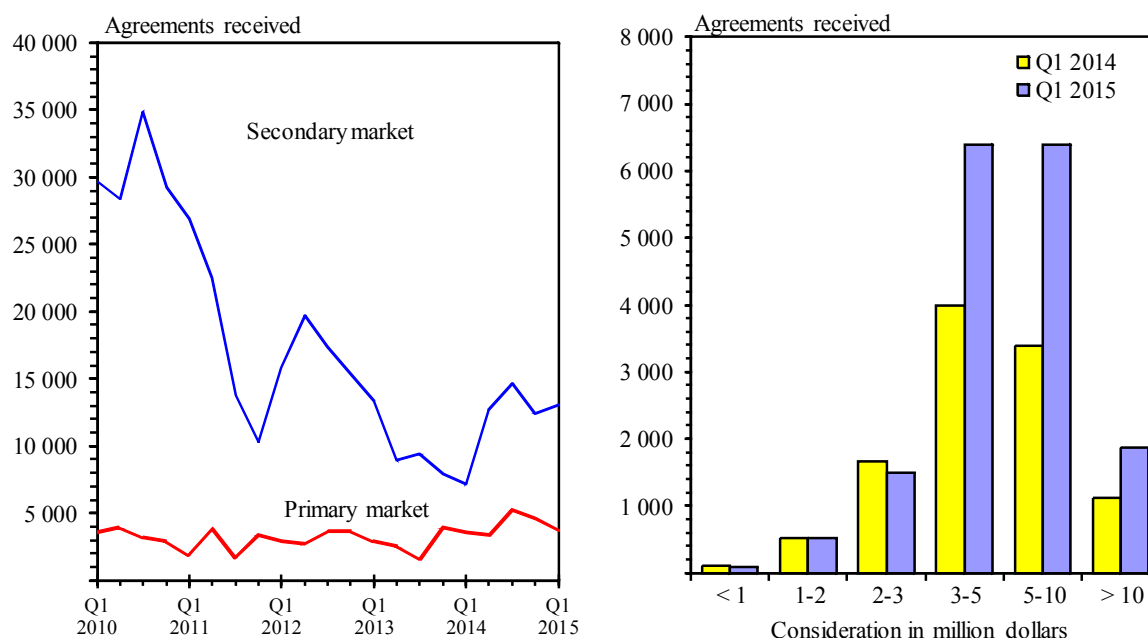 Agreements received
40 000
35 000
30 000
25 000
20 000
15 000
10 000
5 000
Secondary market
Primary market
Q1 Q1 Q1 Q1 Q1 Q1
2010 2011 2012 2013 2014 2015
Agreements received
8 000
7 000
6 000
5 000
4 000
3 000
2 000
1 000
Q1 2014
Q1 2015
< 1 1-2 2-3 3-5 5-10 > 10
Consideration in million dollars